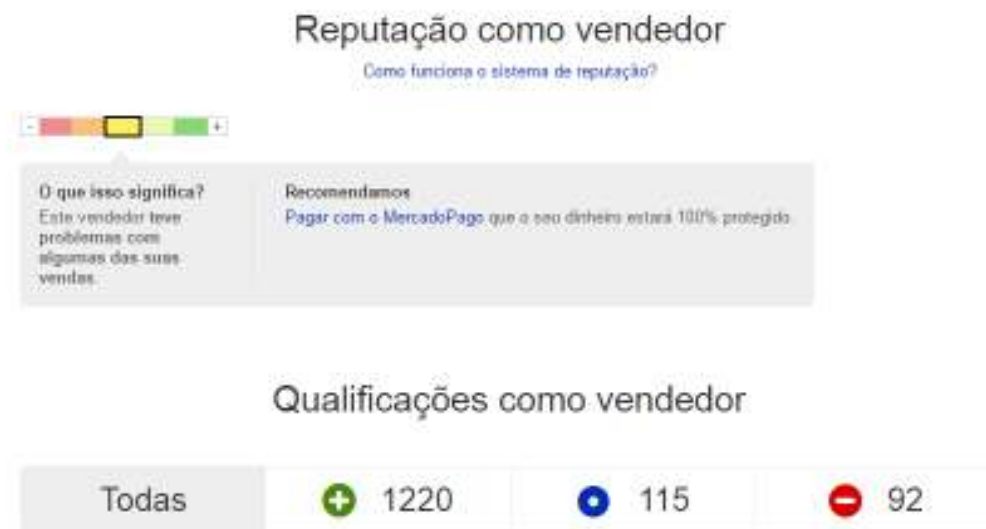 Reputação como vendedor
Como funciona o sistema de reputação?
- +
O que isso significa?
Este vendedor teve
problemas com
algumas das suas
vendas.
Recomendamos
Pagar com o MercadoPago que o seu dinheiro estará 100% protegido.
Qualificações como vendedor
Todas 1220 115 92